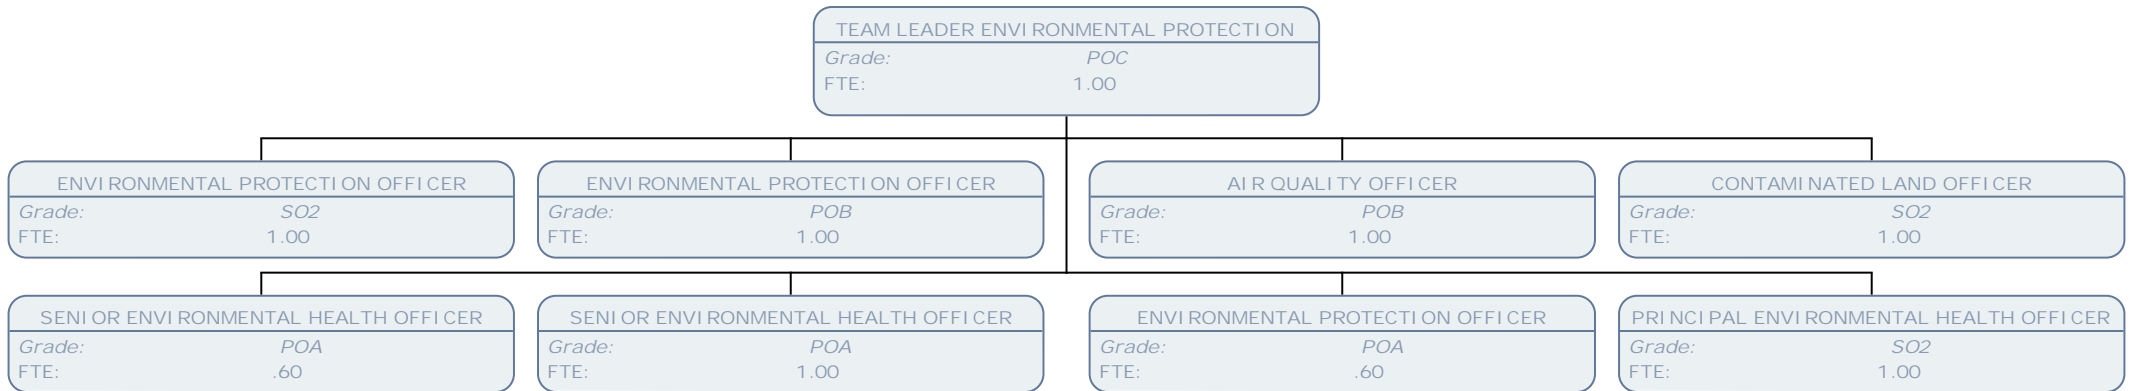 TEAM LEADER ENVIRONMENTAL PROTECTION
Grade: POC
FTE: 1.00
ENVIRONMENTAL PROTECTION OFFICER
Grade: SO2
FTE: 1.00
ENVIRONMENTAL PROTECTION OFFICER
Grade: POB
FTE: 1.00
AIR QUALITY OFFICER
Grade: POB
FTE: 1.00
CONTAMINATED LAND OFFICER
Grade: SO2
FTE: 1.00
SENIOR ENVIRONMENTAL HEALTH OFFICER
Grade: POA
FTE: .60
SENIOR ENVIRONMENTAL HEALTH OFFICER
Grade: POA
FTE: 1.00
ENVIRONMENTAL PROTECTION OFFICER
Grade: POA
FTE: .60
PRINCIPAL ENVIRONMENTAL HEALTH OFFICER
Grade: SO2
FTE: 1.00